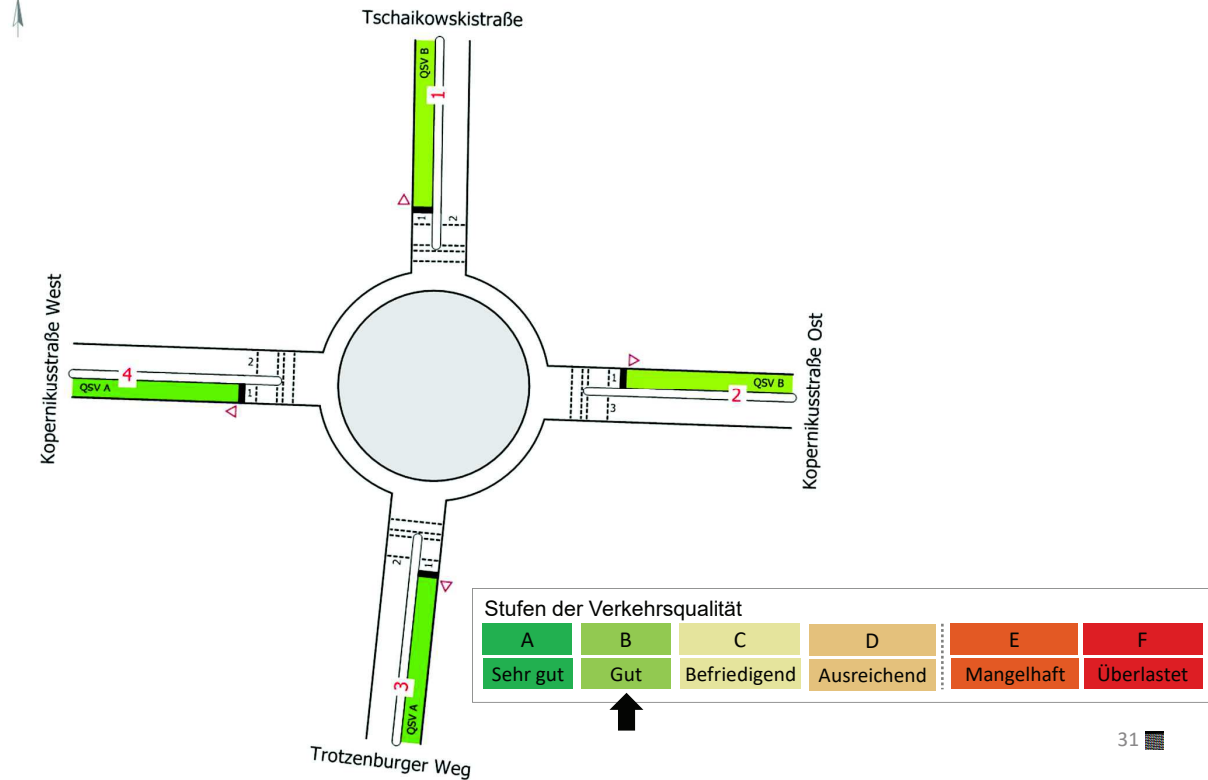 Tschaikowskistraße
QSV B
1
1
2
Kopernikusstraße West
2
4
QSV A
1
1
QSV B
2
3
Kopernikusstraße Ost
2
1
3
QSV A
Trotzenburger Weg
Stufen der Verkehrsqualität
A B C D E F
Sehr gut Gut Befriedigend Ausreichend Mangelhaft Überlastet
31